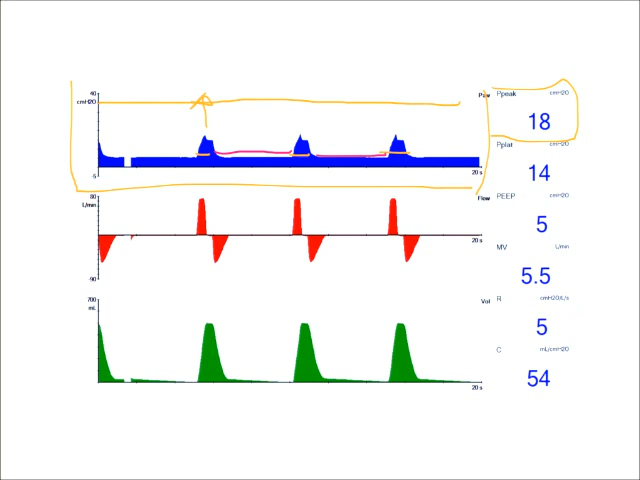 40
cmH2O
Paw
-5
20 s
80
L/min
Flow
20 s
-90
700
mL
Vol
20 s
Ppeak cmH2O
18
Pplat cmH2O
14
PEEP cmH2O
5
MV L/min
5.5
R cmH2O/L/s
5
C mL/cmH2O
54